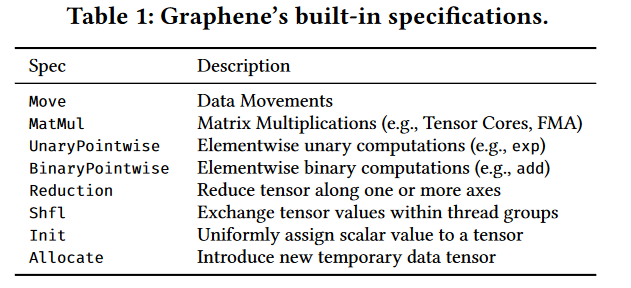 Table 1: Graphene's built-in specifications.
Spec Description
Move Data Movements
MatMul Matrix Multiplications (e.g., Tensor Cores, FMA)
UnaryPointwise Elementwise unary computations (e.g., exp)
BinaryPointwise Elementwise binary computations (e.g., add)
Reduction Reduce tensor along one or more axes
Shfl Exchange tensor values within thread groups
Init Uniformly assign scalar value to a tensor
Allocate Introduce new temporary data tensor